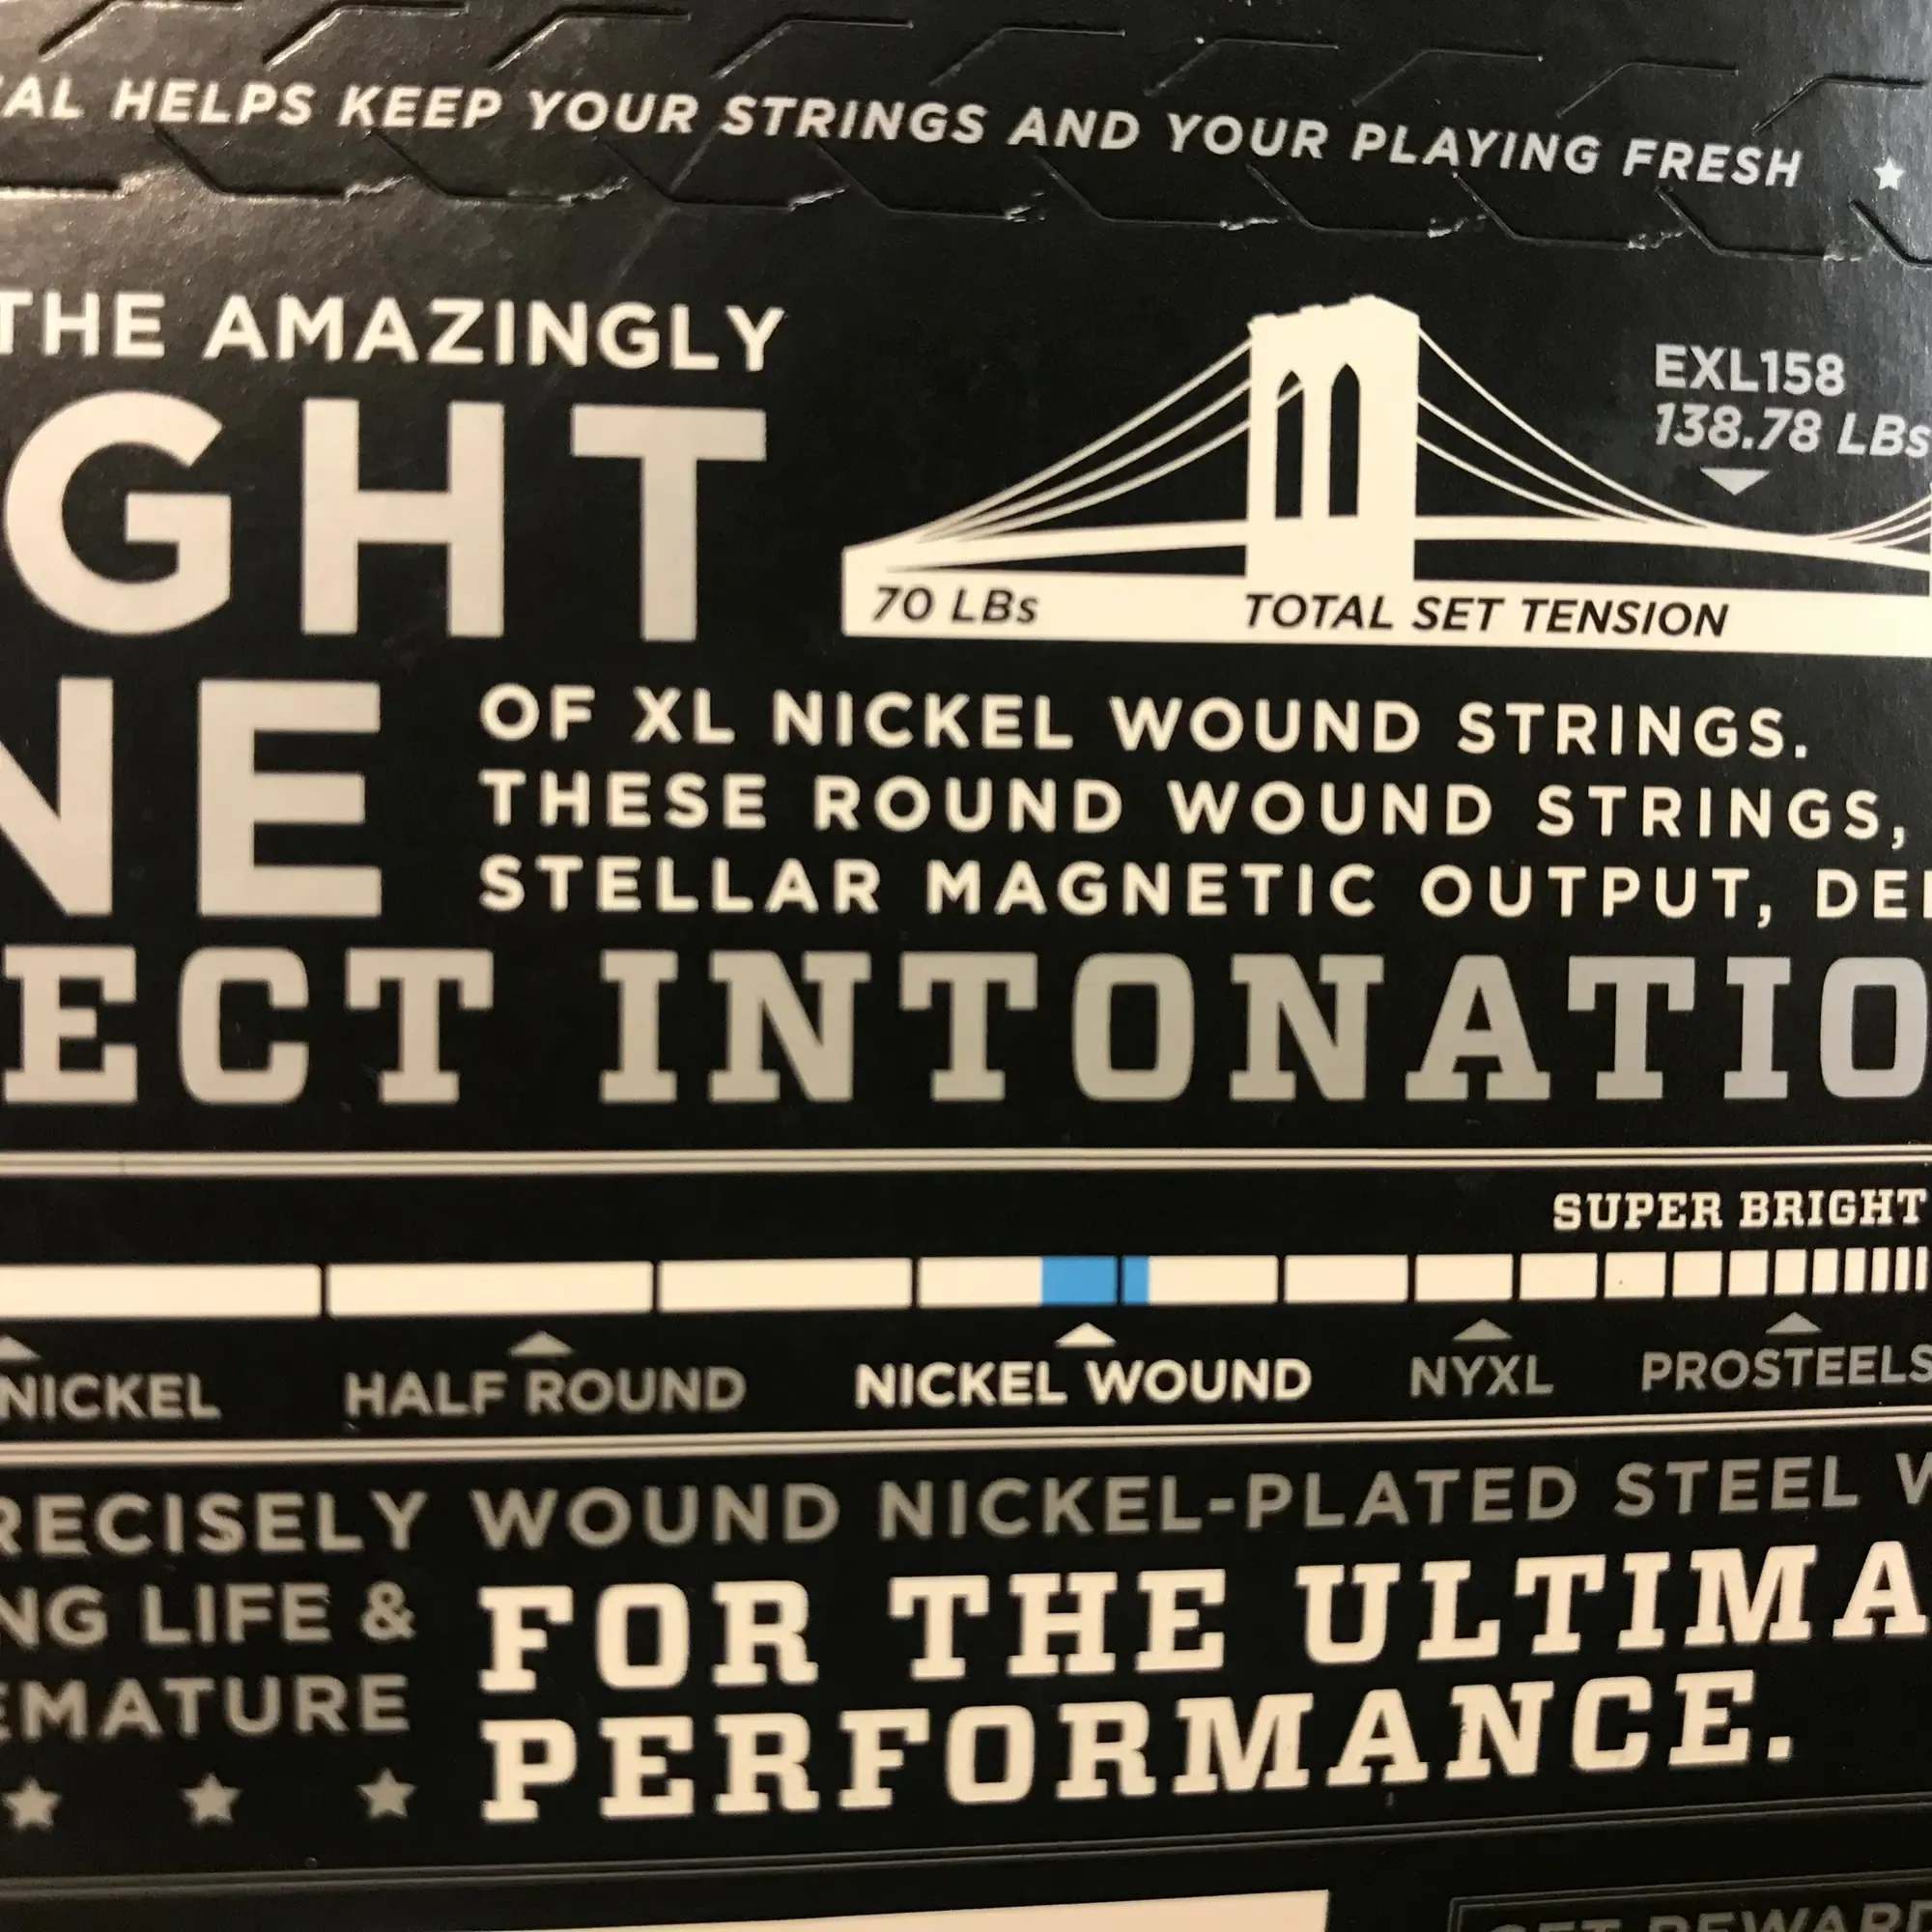 HELPS KEEP YOUR STRINGS AND YOUR PLAYING FRESH
THE AMAZINGLY
GHT
EXL158
138.78 LBs
70 LBs TOTAL SET TENSION
NE
OF XL NICKEL WOUND STRINGS.
THESE ROUND WOUND STRINGS,
STELLAR MAGNETIC OUTPUT, DE
ECT INTONATIO
SUPER BRIGHT
NICKEL HALF ROUND NICKEL WOUND NYXL PROSTEELS
RECISELY WOUND NICKEL-PLATED STEEL W
NG LIFE &
EMATURE
FOR THE ULTIMA
PERFORMANCE.